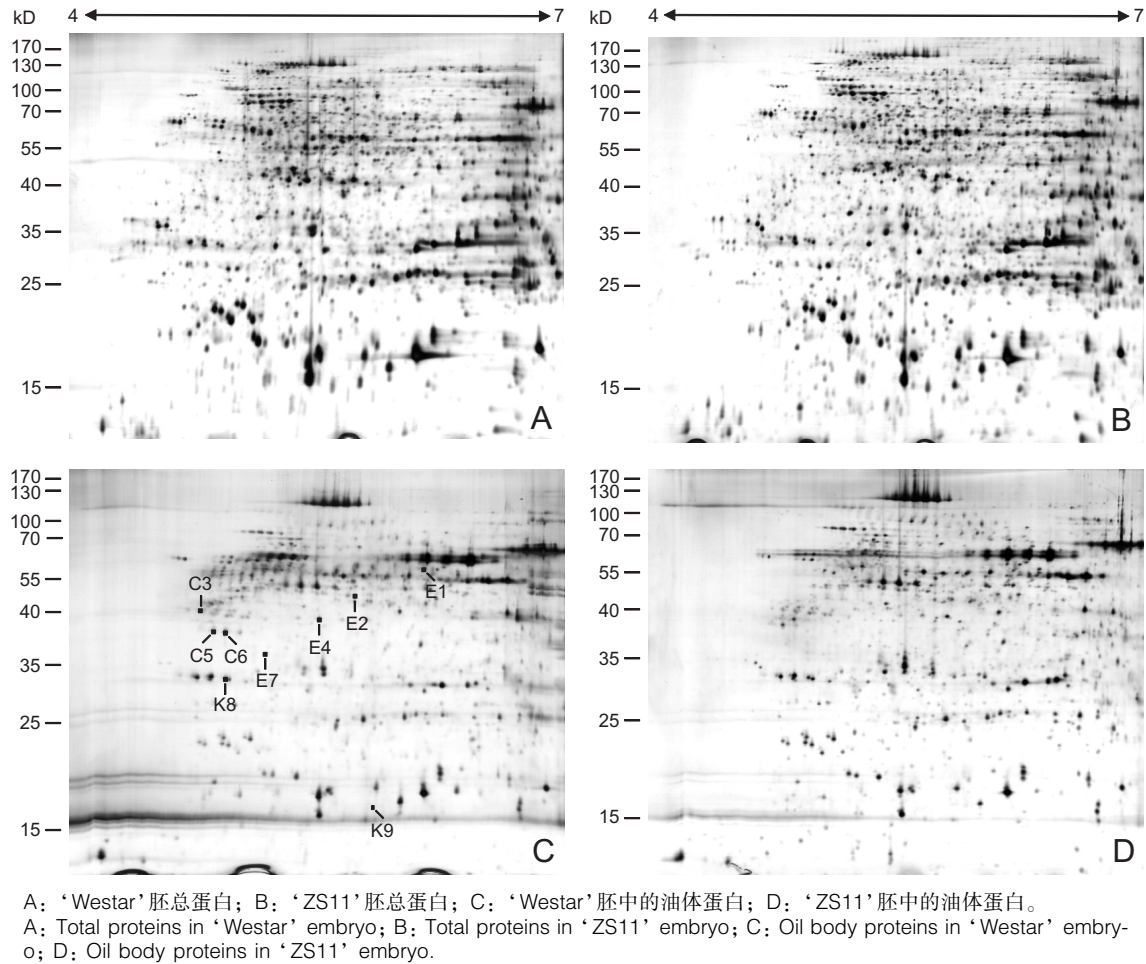 kD 4 7
170
130
100
70
55
40
35
25
15
A
kD 4 7
170
130
100
70
55
40
35
25
15
B
170
130
100
70
55
40
35
25
15
C3
E1
E2
C5 C6
E4
E7
K8
K9
C
170
130
100
70
55
40
35
25
15
D
A: ‘Westar’胚总蛋白; B: ‘ZS11’胚总蛋白; C: ‘Westar’胚中的油体蛋白; D: ‘ZS11’胚中的油体蛋白。
A: Total proteins in ‘Westar’ embryo; B: Total proteins in ‘ZS11’ embryo; C: Oil body proteins in ‘Westar’ embry-
o; D: Oil body proteins in ‘ZS11’ embryo.